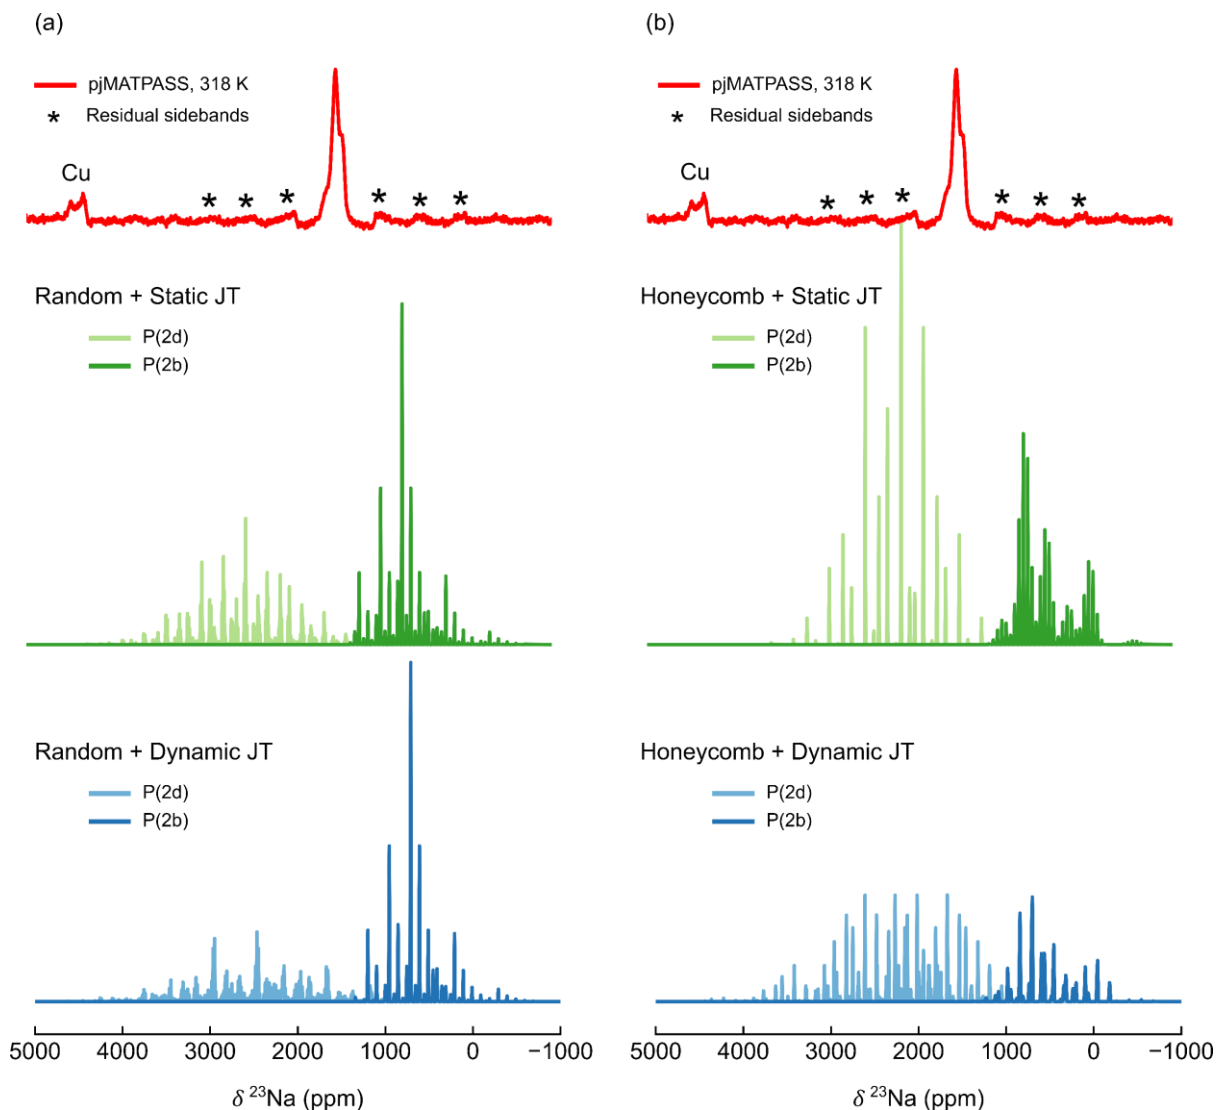 (a)
pjMATPASS, 318 K
* Residual sidebands
Cu
* * * * * *
Random + Static JT
P(2d)
P(2b)
Random + Dynamic JT
P(2d)
P(2b)
5000 4000 3000 2000 1000 0 −1000
δ ²³Na (ppm)
(b)
pjMATPASS, 318 K
* Residual sidebands
Cu
* * * * * *
Honeycomb + Static JT
P(2d)
P(2b)
Honeycomb + Dynamic JT
P(2d)
P(2b)
5000 4000 3000 2000 1000 0 −1000
δ ²³Na (ppm)